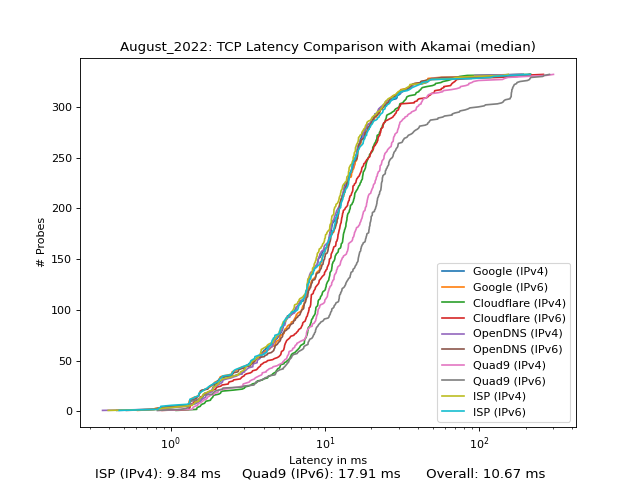 August_2022: TCP Latency Comparison with Akamai (median)
# Probes
300
250
200
150
100
50
0
10⁰
10¹
10²
Latency in ms
Google (IPv4)
Google (IPv6)
Cloudflare (IPv4)
Cloudflare (IPv6)
OpenDNS (IPv4)
OpenDNS (IPv6)
Quad9 (IPv4)
Quad9 (IPv6)
ISP (IPv4)
ISP (IPv6)
ISP (IPv4): 9.84 ms Quad9 (IPv6): 17.91 ms Overall: 10.67 ms